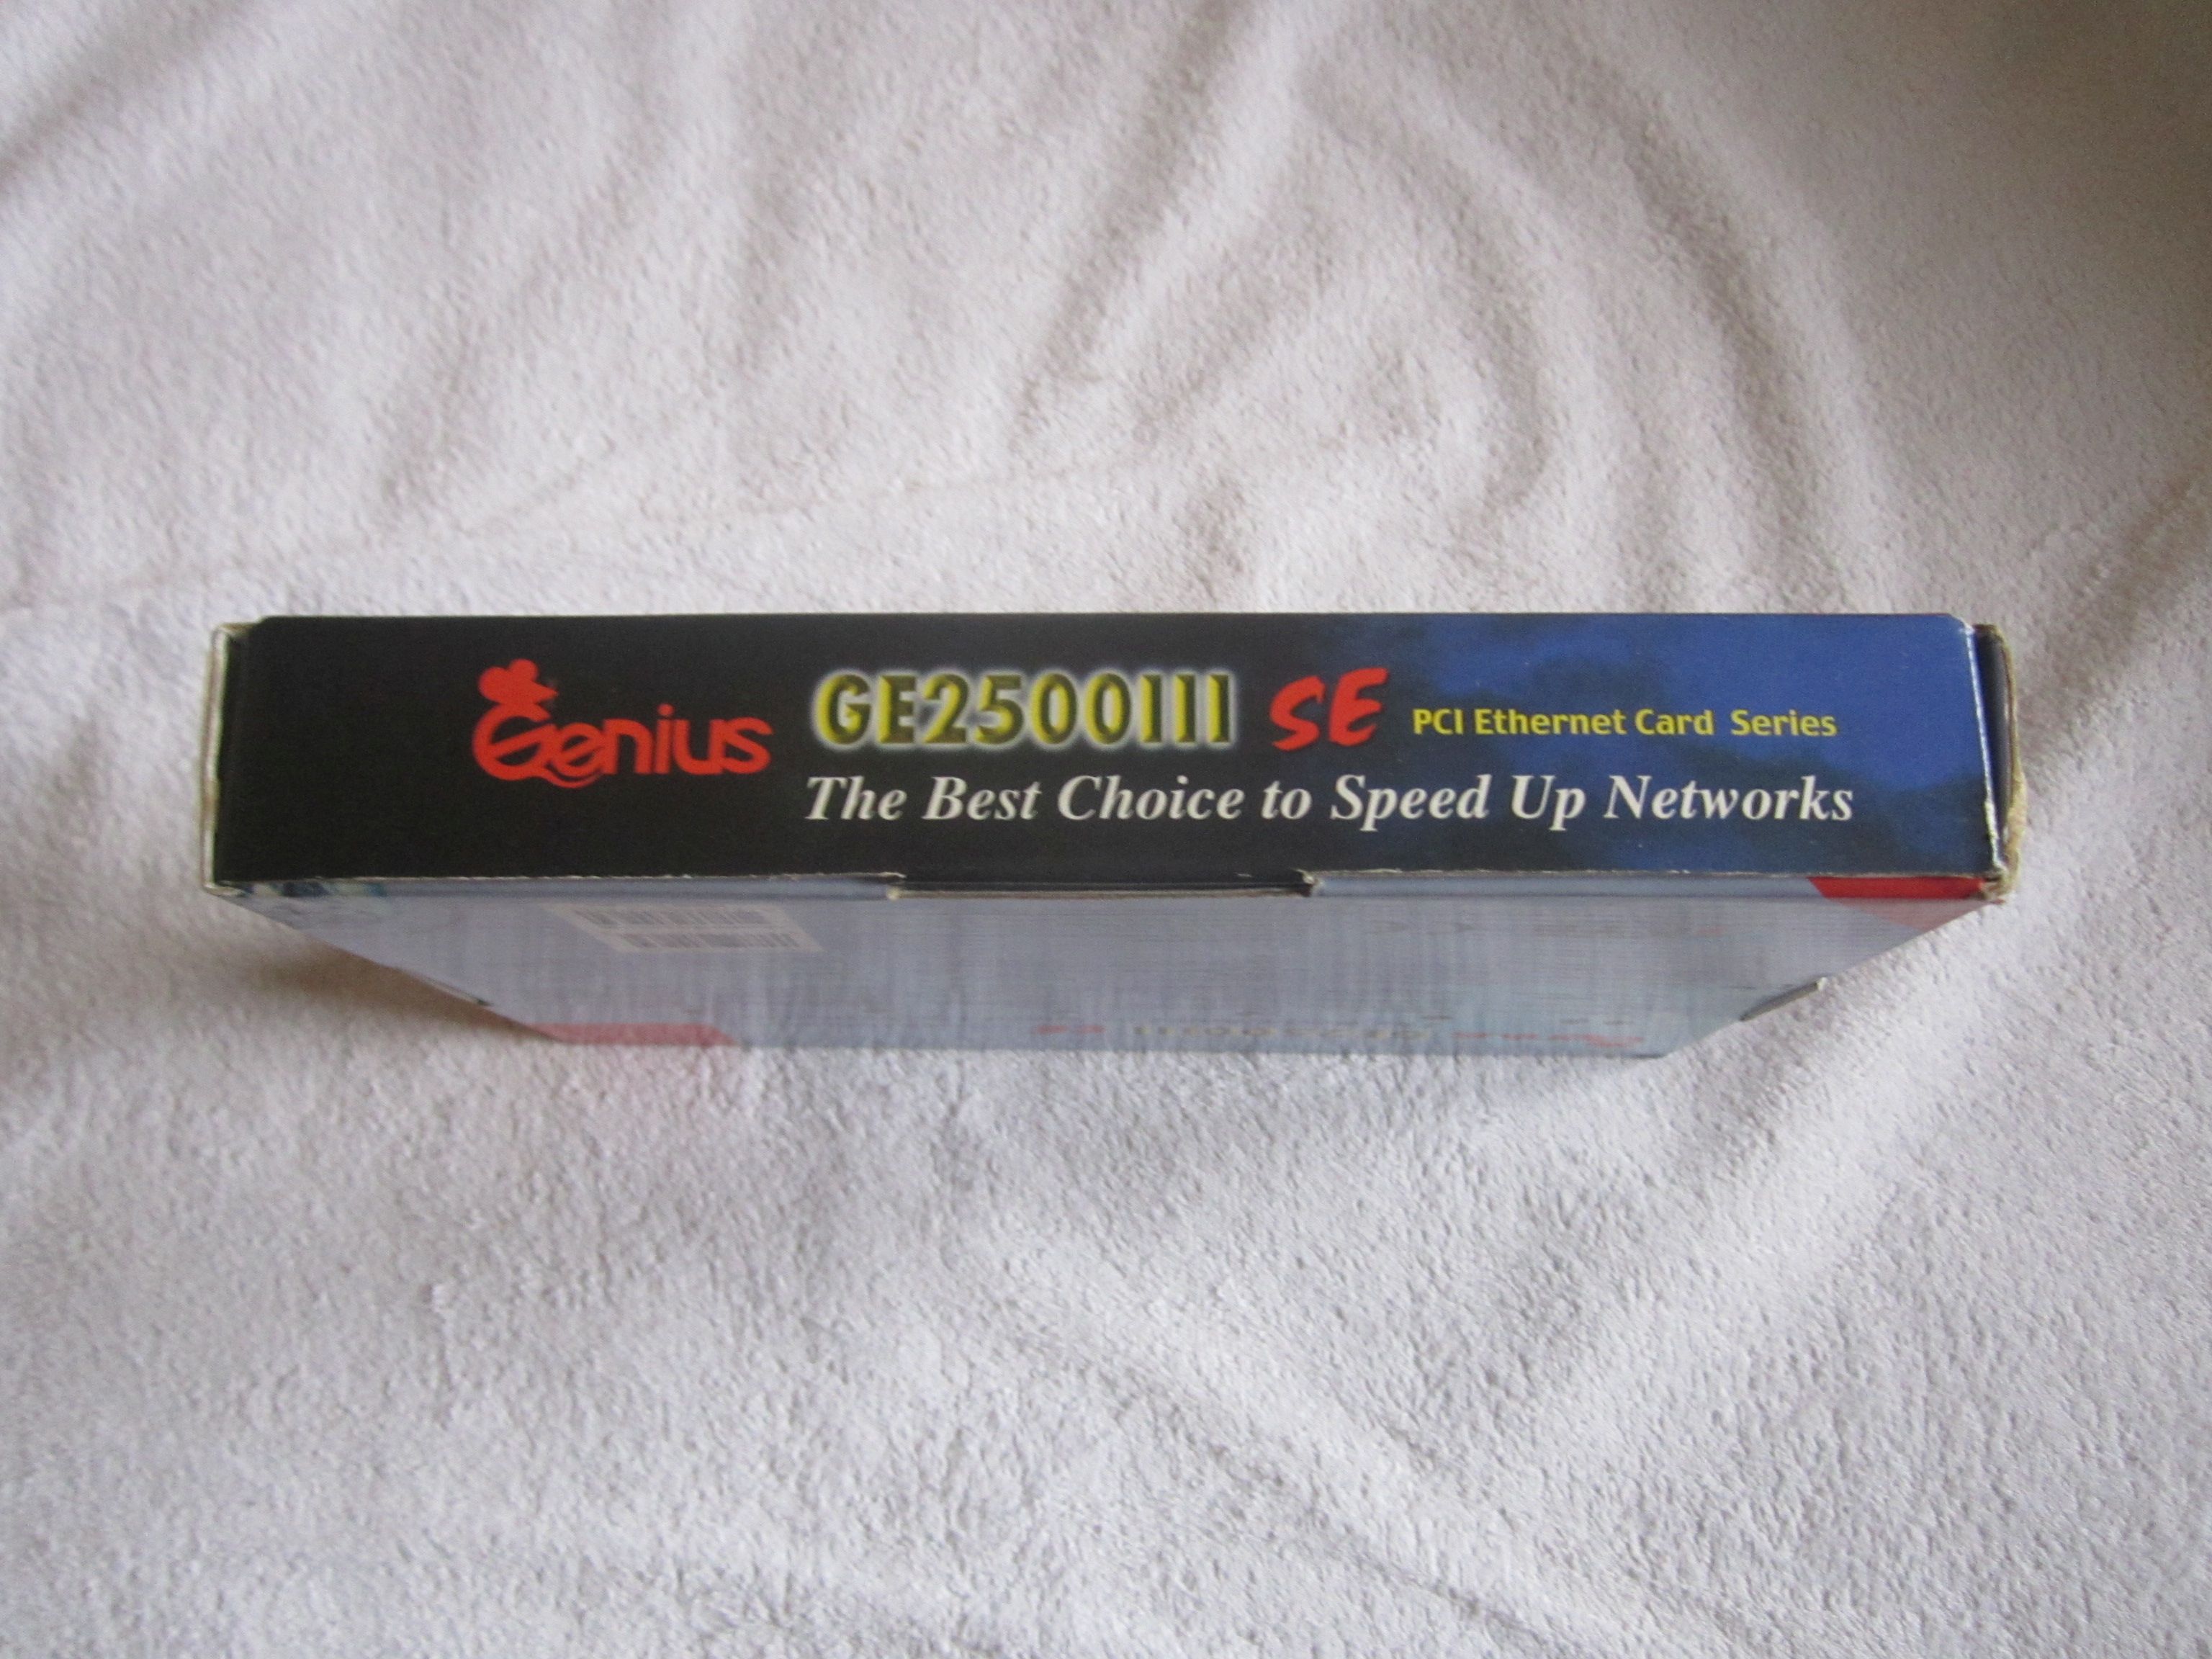 Genius GE2500III SE PCI Ethernet Card Series
The Best Choice to Speed Up Networks